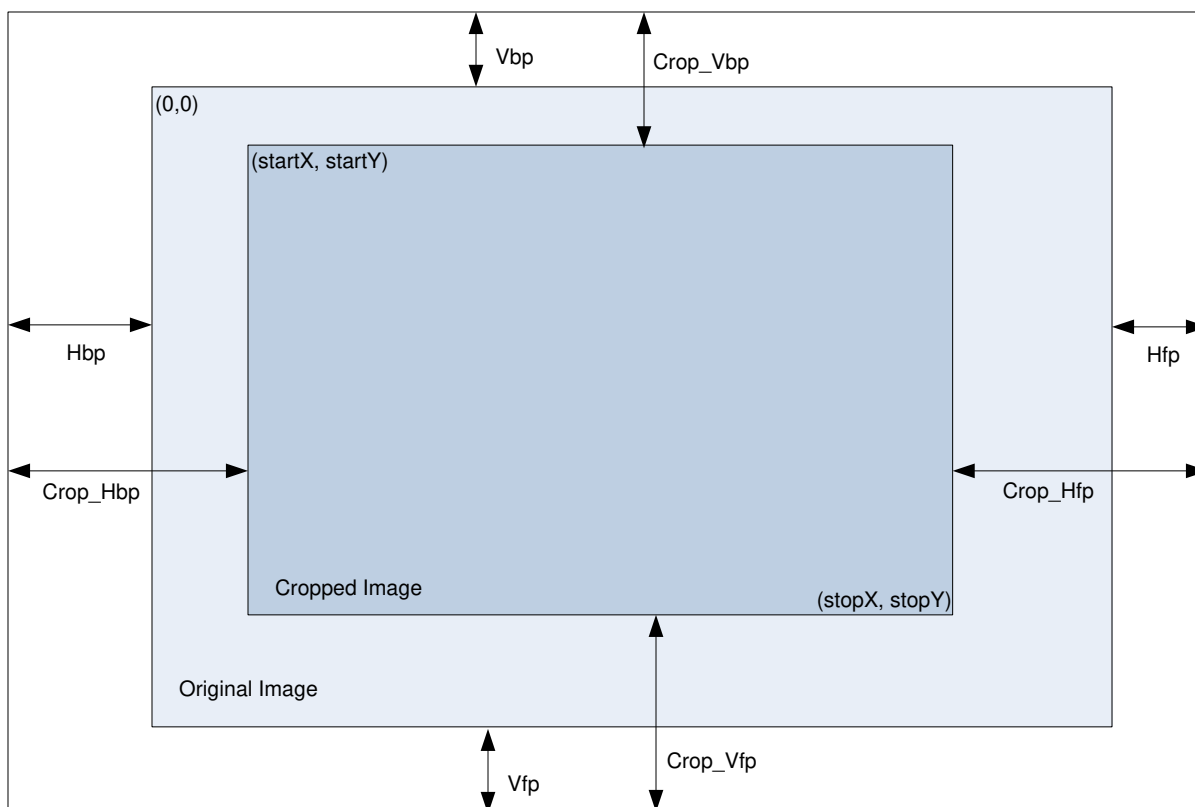 Vbp
Crop_Vbp
(0,0)
(startX, startY)
Hbp
Hfp
Crop_Hbp
Crop_Hfp
Cropped Image
(stopX, stopY)
Original Image
Crop_Vfp
Vfp